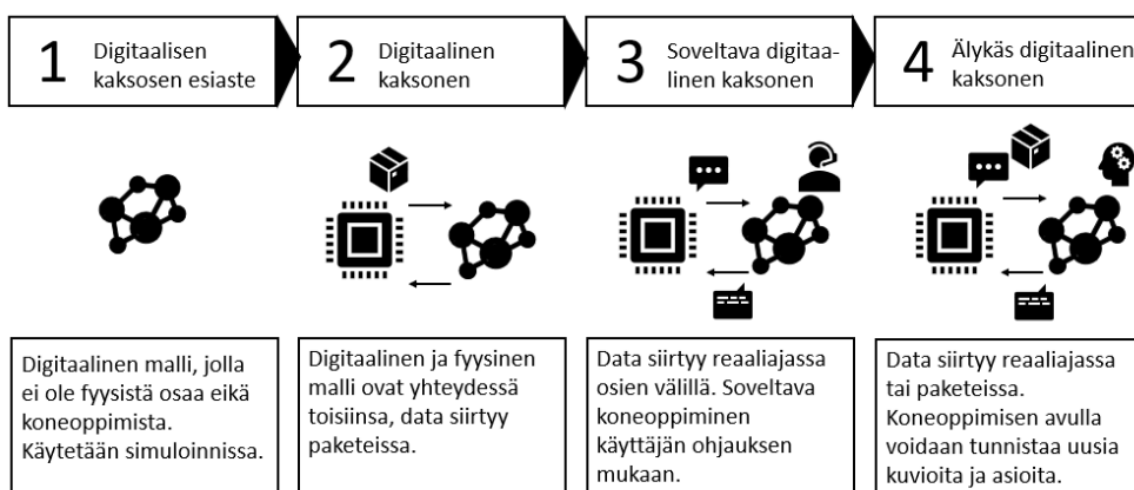 1
Digitaalisen
kaksosen esiaste
2
Digitaalinen
kaksonen
3
Soveltava digitaa-
linen kaksonen
4
Älykäs digitaalinen
kaksonen
Digitaalinen malli, jolla
ei ole fyysistä osaa eikä
koneoppimista.
Käytetään simuloinnissa.
Digitaalinen ja fyysinen
malli ovat yhteydessä
toisiinsa, data siirtyy
paketeissa.
Data siirtyy reaaliajassa
osien välillä. Soveltava
koneoppiminen
käyttäjän ohjauksen
mukaan.
Data siirtyy reaaliajassa
tai paketeissa.
Koneoppimisen avulla
voidaan tunnistaa uusia
kuvioita ja asioita.